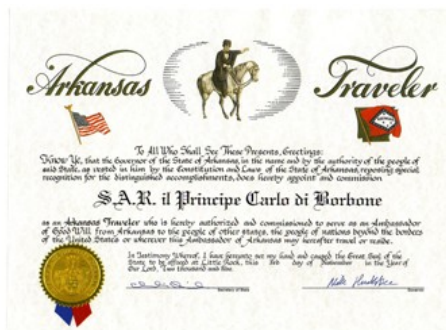 Arkansas Traveler
To All Who Shall See These Presents, Greetings:
Know Ye, that the Governor of the State of Arkansas, in the name and by the authority of the people of
said State, as vested in him by the Constitution and Laws of the State of Arkansas, reposing special
recognition for the distinguished accomplishments, does hereby appoint and commission
S.A.R. il Principe Carlo di Borbone
as an Arkansas Traveler who is hereby authorized and commissioned to serve as an Ambassador
of Good Will from Arkansas to the people of other states, the people of nations beyond the borders
of the United States or wherever this Ambassador of Arkansas may hereafter travel or reside.
In Testimony Whereof, I have hereunto set my hand and caused the Great Seal of the
State to be affixed at Little Rock, this day of November in the Year of
Our Lord, Two thousand and five.
Mike Huckabee
Secretary of State
Governor